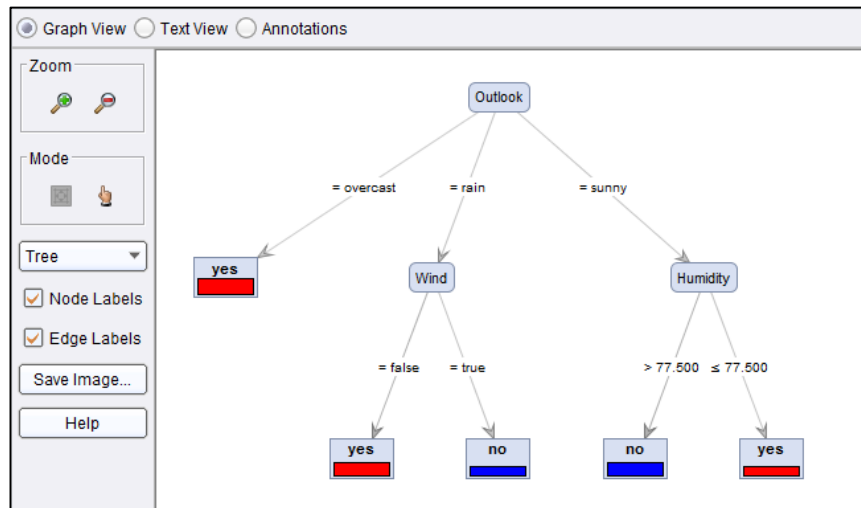 Graph View Text View Annotations
Zoom
Mode
Tree
Node Labels
Edge Labels
Save Image...
Help
Outlook
= overcast = rain = sunny
yes Wind Humidity
= false = true > 77.500 ≤ 77.500
yes no no yes